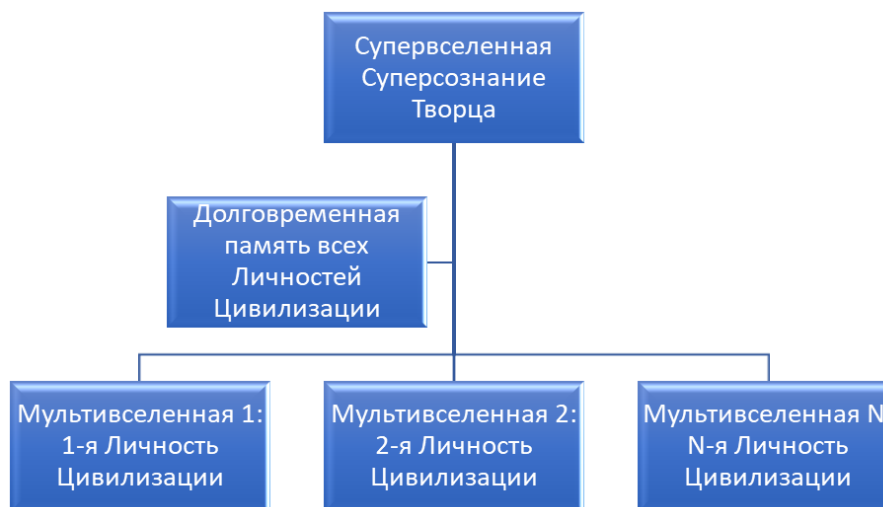 Супервселенная
Суперсознание
Творца
Долговременная
память всех
Личностей
Цивилизации
Мультивселенная 1:
1-я Личность
Цивилизации
Мультивселенная 2:
2-я Личность
Цивилизации
Мультивселенная N
N-я Личность
Цивилизации